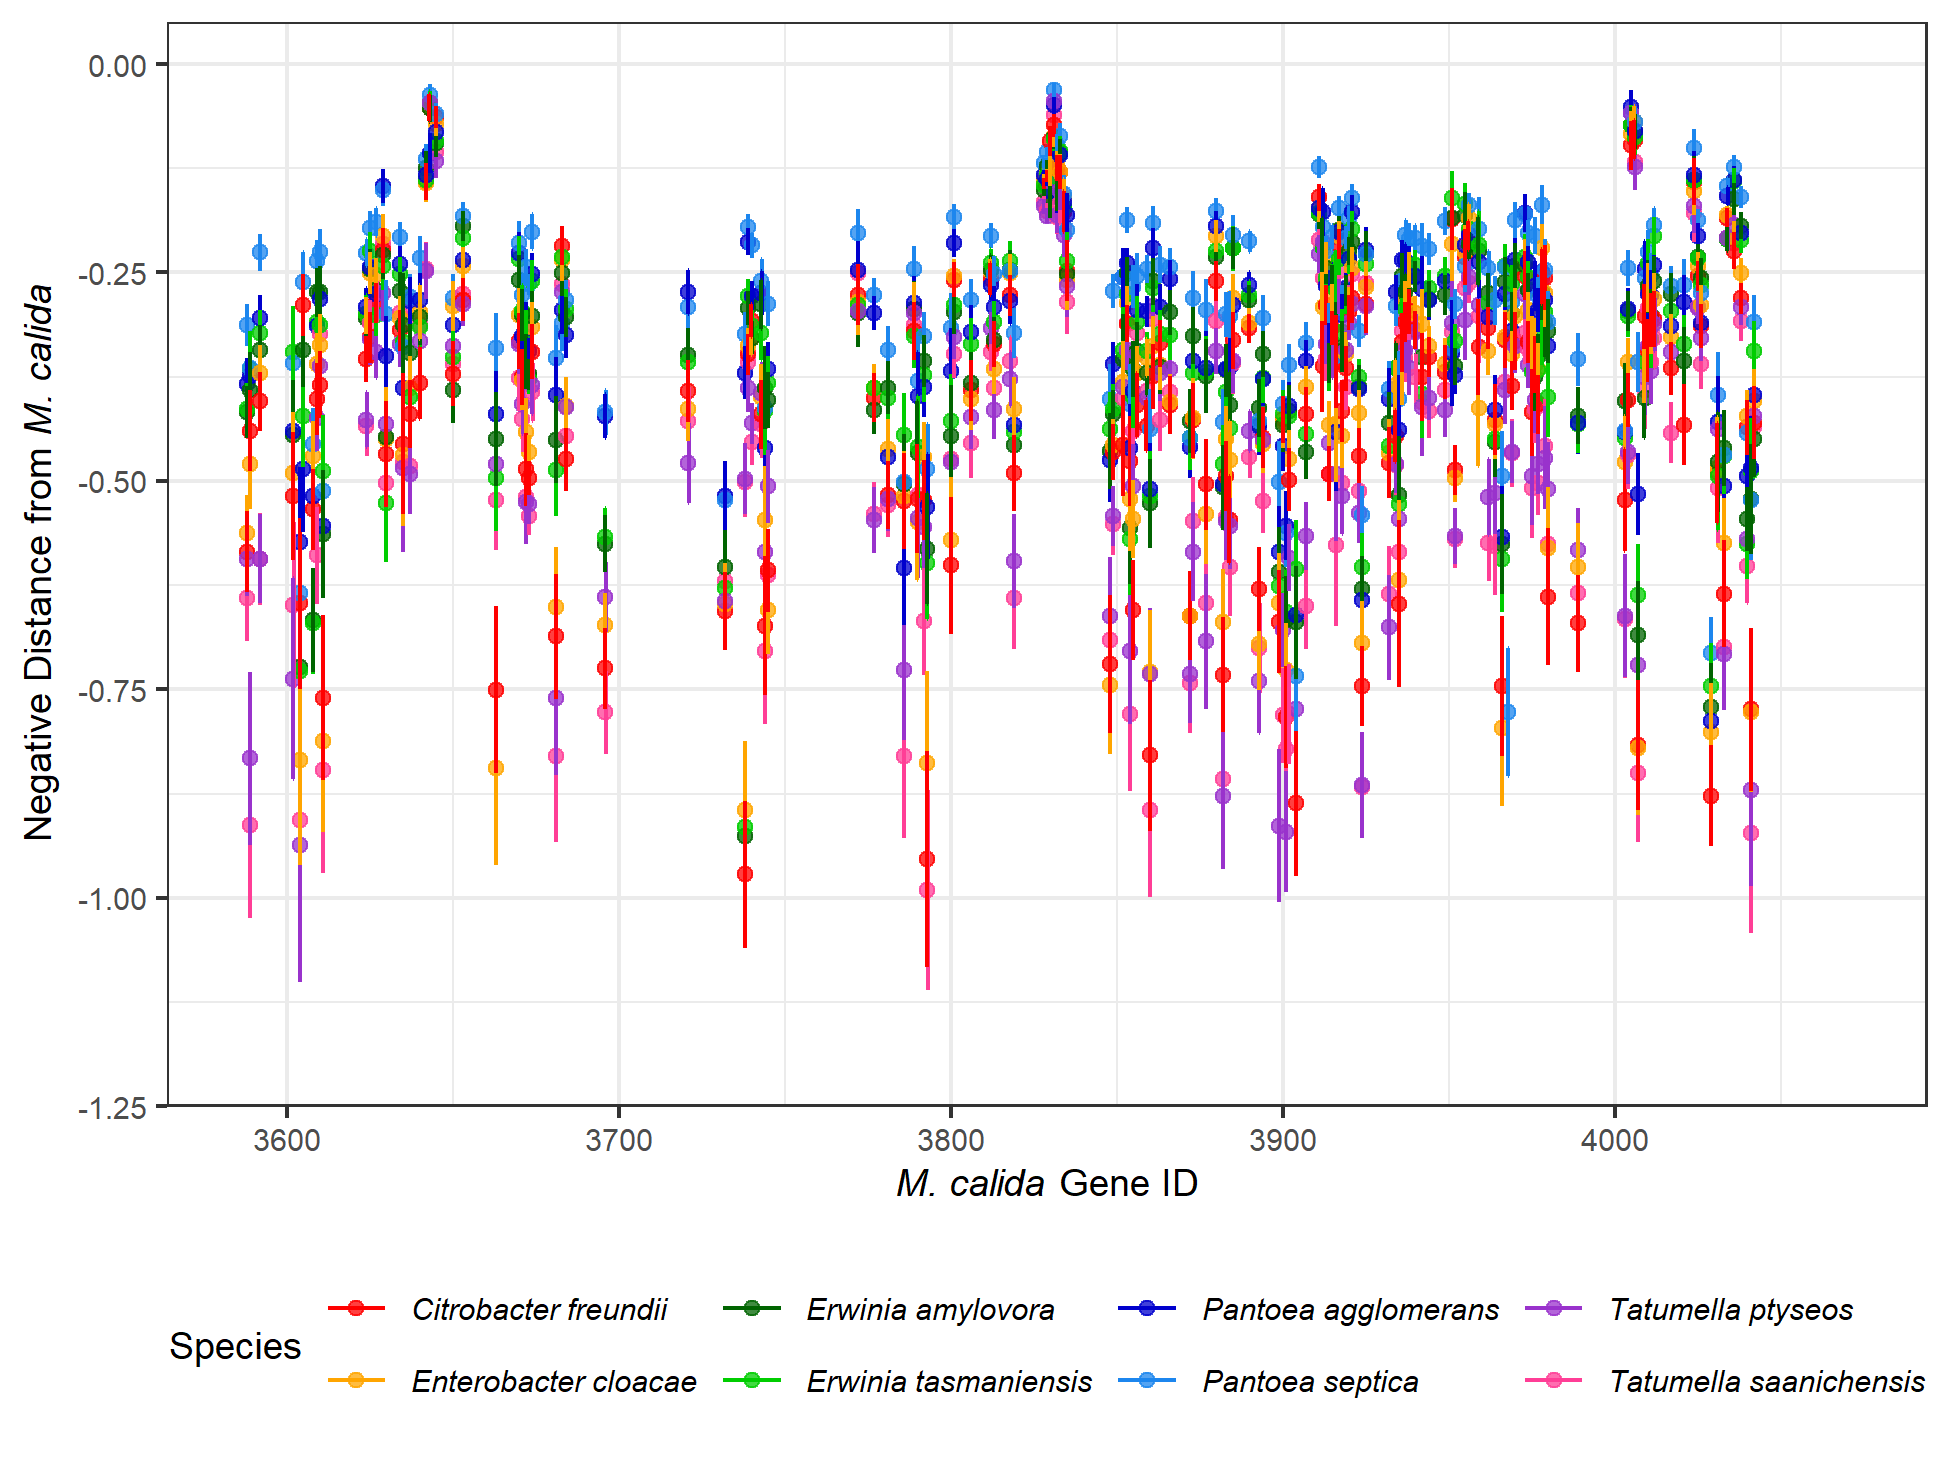 0.00
-0.25
-0.50
-0.75
-1.00
-1.25
Negative Distance from M. calida
3600 3700 3800 3900 4000
M. calida Gene ID
Species
Citrobacter freundii Erwinia amylovora Pantoea agglomerans Tatumella ptyseos
Enterobacter cloacae Erwinia tasmaniensis Pantoea septica Tatumella saanichensis